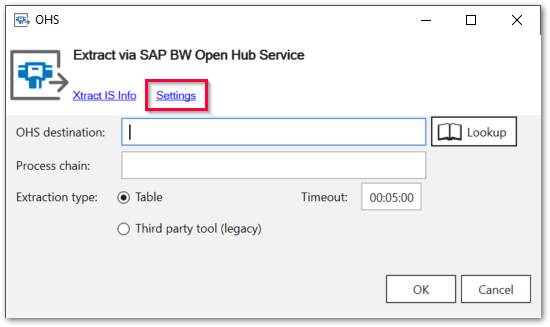 OHS
Extract via SAP BW Open Hub Service
Xtract IS Info Settings
OHS destination: Lookup
Process chain:
Extraction type: Table Timeout: 00:05:00
Third party tool (legacy)
OK Cancel